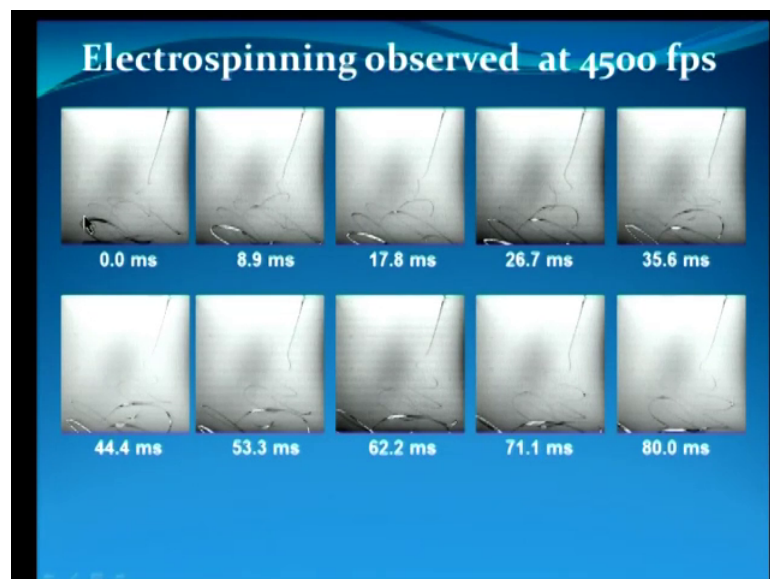 Electrospinning observed at 4500 fps
0.0 ms 8.9 ms 17.8 ms 26.7 ms 35.6 ms
44.4 ms 53.3 ms 62.2 ms 71.1 ms 80.0 ms